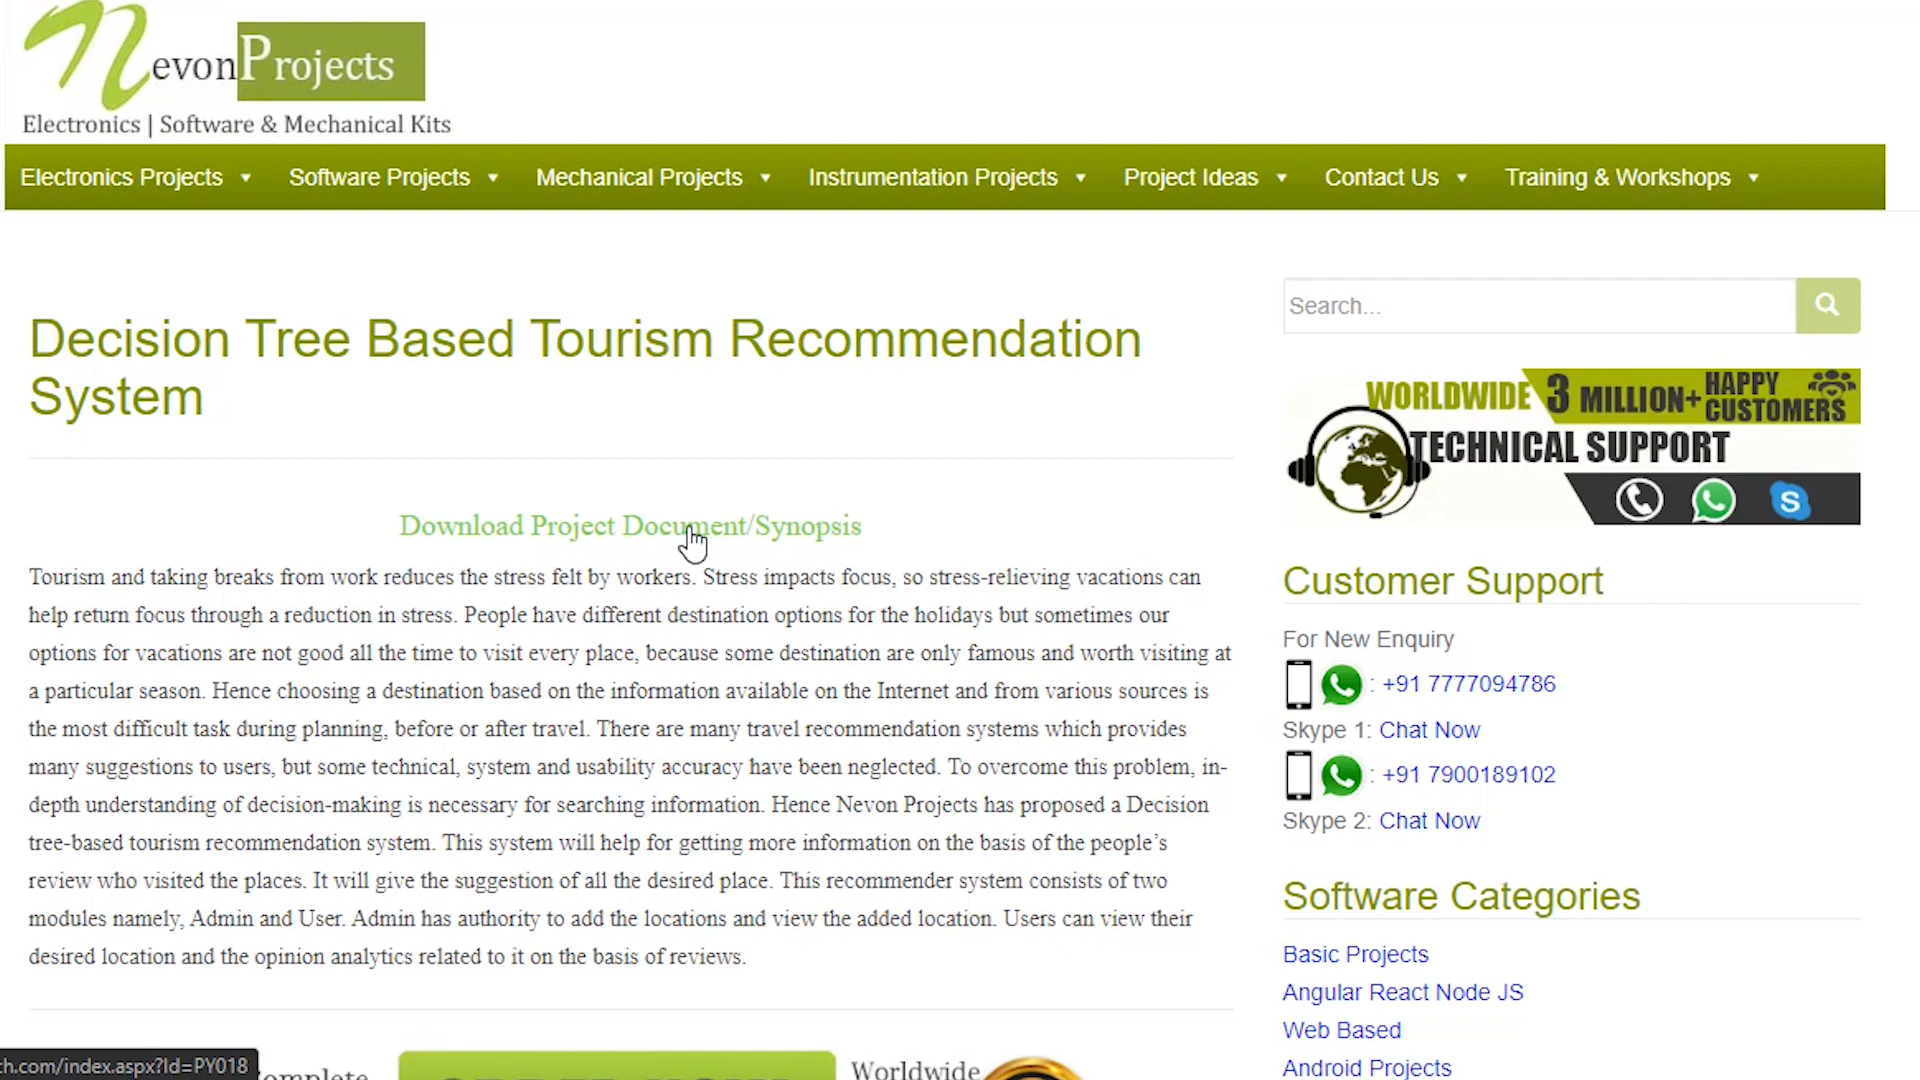 nevonProjects
Electronics | Software & Mechanical Kits
Electronics Projects Software Projects Mechanical Projects Instrumentation Projects Project Ideas Contact Us Training & Workshops
Decision Tree Based Tourism Recommendation
System
Download Project Document/Synopsis
Tourism and taking breaks from work reduces the stress felt by workers. Stress impacts focus, so stress-relieving vacations can
help return focus through a reduction in stress. People have different destination options for the holidays but sometimes our
options for vacations are not good all the time to visit every place, because some destination are only famous and worth visiting at
a particular season. Hence choosing a destination based on the information available on the Internet and from various sources is
the most difficult task during planning, before or after travel. There are many travel recommendation systems which provides
many suggestions to users, but some technical, system and usability accuracy have been neglected. To overcome this problem, in-
depth understanding of decision-making is necessary for searching information. Hence Nevon Projects has proposed a Decision
tree-based tourism recommendation system. This system will help for getting more information on the basis of the people’s
review who visited the places. It will give the suggestion of all the desired place. This recommender system consists of two
modules namely, Admin and User. Admin has authority to add the locations and view the added location. Users can view their
desired location and the opinion analytics related to it on the basis of reviews.
Worldwide
ch.com/index.aspx?Id=PY018
Search...
WORLDWIDE 3 MILLION+ HAPPY CUSTOMERS
TECHNICAL SUPPORT
Customer Support
For New Enquiry
: +91 7777094786
Skype 1: Chat Now
: +91 7900189102
Skype 2: Chat Now
Software Categories
Basic Projects
Angular React Node JS
Web Based
Android Projects